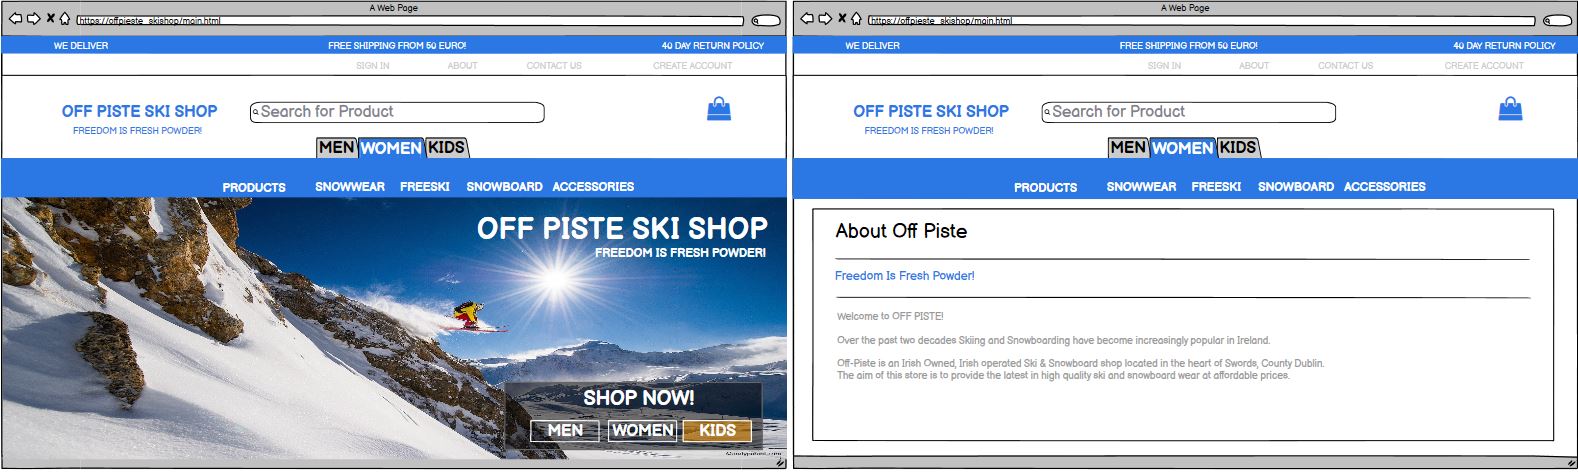 A Web Page
https://offpieste_skishop/main.html
WE DELIVER
FREE SHIPPING FROM 50 EURO!
40 DAY RETURN POLICY
SIGN IN
ABOUT
CONTACT US
CREATE ACCOUNT
OFF PISTE SKI SHOP
FREEDOM IS FRESH POWDER!
Search for Product
MEN
WOMEN
KIDS
PRODUCTS
SNOWWEAR
FREESKI
SNOWBOARD
ACCESSORIES
OFF PISTE SKI SHOP
FREEDOM IS FRESH POWDER!
SHOP NOW!
MEN
WOMEN
KIDS
A Web Page
https://offpieste_skishop/main.html
WE DELIVER
FREE SHIPPING FROM 50 EURO!
40 DAY RETURN POLICY
SIGN IN
ABOUT
CONTACT US
CREATE ACCOUNT
OFF PISTE SKI SHOP
FREEDOM IS FRESH POWDER!
Search for Product
MEN
WOMEN
KIDS
PRODUCTS
SNOWWEAR
FREESKI
SNOWBOARD
ACCESSORIES
About Off Piste
Freedom Is Fresh Powder!
Welcome to OFF PISTE!
Over the past two decades Skiing and Snowboarding have become increasingly popular in Ireland.
Off-Piste is an Irish Owned, Irish operated Ski & Snowboard shop located in the heart of Swords, County Dublin.
The aim of this store is to provide the latest in high quality ski and snowboard wear at affordable prices.